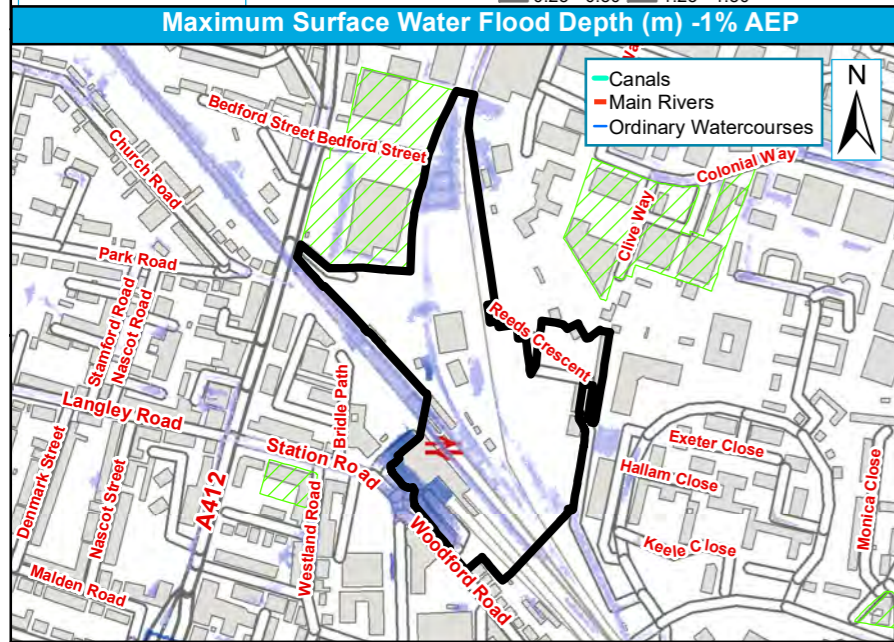 Maximum Surface Water Flood Depth (m) -1% AEP
Canals
Main Rivers
Ordinary Watercourses
N
Bedford Street
Bedford Street
Church Road
Colonial Way
Clive Way
Park Road
Stamford Road
Nascot Road
Reeds Crescent
Langley Road
Bridle Path
Station Road
Exeter Close
Hallam Close
Denmark Street
Nascot Street
A412
Westland Road
Woodford Road
Keele Close
Monica Close
Malden Road